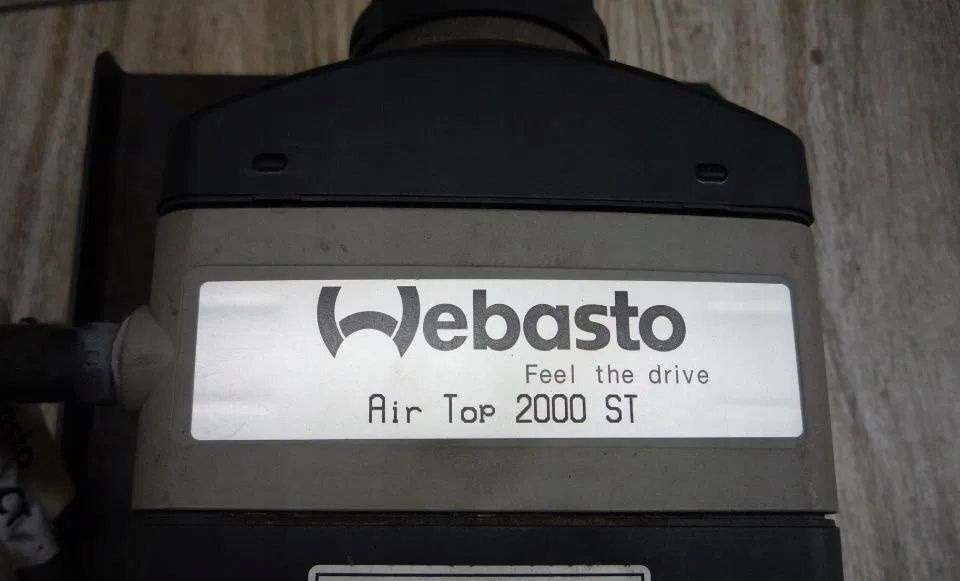 Webasto
Feel the drive
Air Top 2000 ST